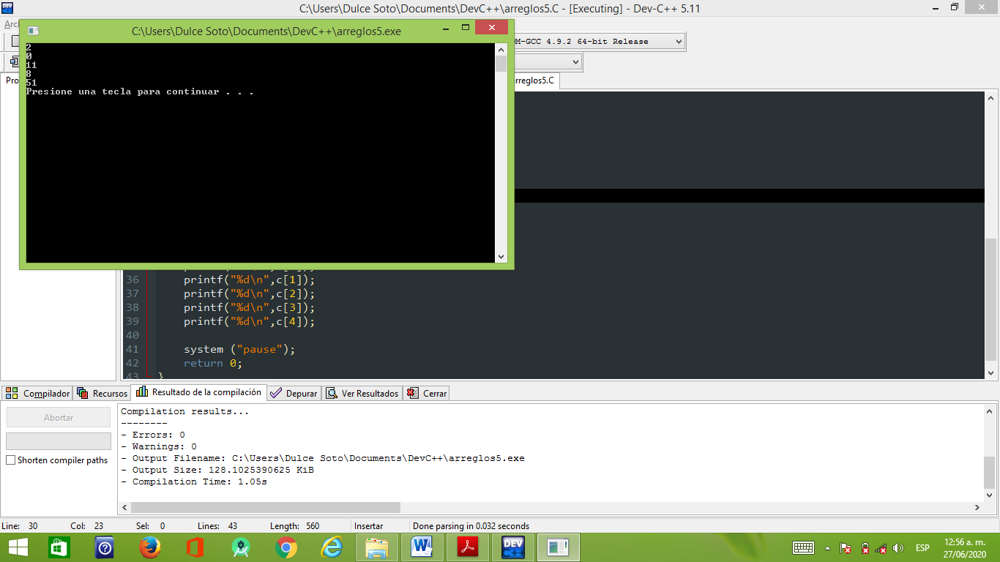 C:\Users\Dulce Soto\Documents\DevC++\arreglos5.C - [Executing] - Dev-C++ 5.11
C:\Users\Dulce Soto\Documents\DevC++\arreglos5.exe
M-GCC 4.9.2 64-bit Release
Arch
Pro
rreglos5.C
2
0
11
8
51
Presione una tecla para continuar . . .
36 printf("%d\n",c[1]);
37 printf("%d\n",c[2]);
38 printf("%d\n",c[3]);
39 printf("%d\n",c[4]);
40
41 system ("pause");
42 return 0;
43 }
Compilador Recursos Resultado de la compilación Depurar Ver Resultados Cerrar
Abortar
Shorten compiler paths
Compilation results...
--------
- Errors: 0
- Warnings: 0
- Output Filename: C:\Users\Dulce Soto\Documents\DevC++\arreglos5.exe
- Output Size: 128.1025390625 KiB
- Compilation Time: 1.05s
Line: 30 Col: 23 Sel: 0 Lines: 43 Length: 560 Insertar Done parsing in 0.032 seconds
DEV C++
ESP
12:56 a. m.
27/06/2020